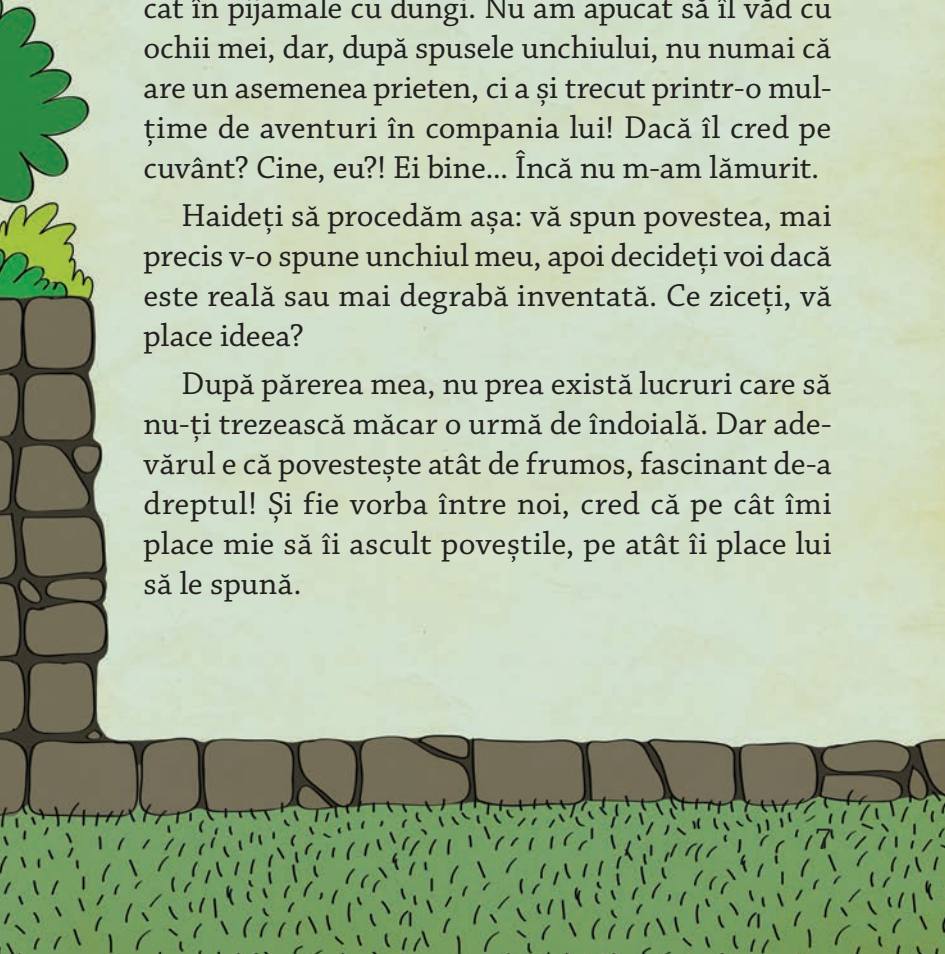 cat în pijamale cu dungi. Nu am apucat să îl văd cu
ochii mei, dar, după spusele unchiului, nu numai că
are un asemenea prieten, ci a și trecut printr-o mul-
țime de aventuri în compania lui! Dacă îl cred pe
cuvânt? Cine, eu?! Ei bine... Încă nu m-am lămurit.
Haideți să procedăm așa: vă spun povestea, mai
precis v-o spune unchiul meu, apoi decideți voi dacă
este reală sau mai degrabă inventată. Ce ziceți, vă
place ideea?
După părerea mea, nu prea există lucruri care să
nu-ți trezească măcar o urmă de îndoială. Dar ade-
vărul e că povestește atât de frumos, fascinant de-a
dreptul! Și fie vorba între noi, cred că pe cât îmi
place mie să îi ascult poveștile, pe atât îi place lui
să le spună.
7